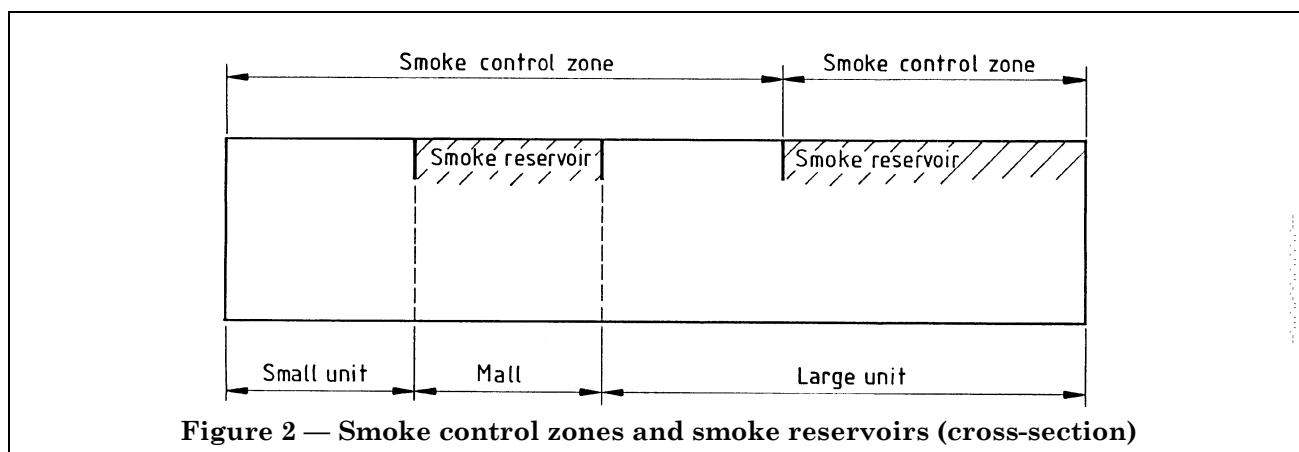 Smoke control zone
Smoke control zone
Smoke reservoir
Smoke reservoir
Small unit
Mall
Large unit
Figure 2 — Smoke control zones and smoke reservoirs (cross-section)